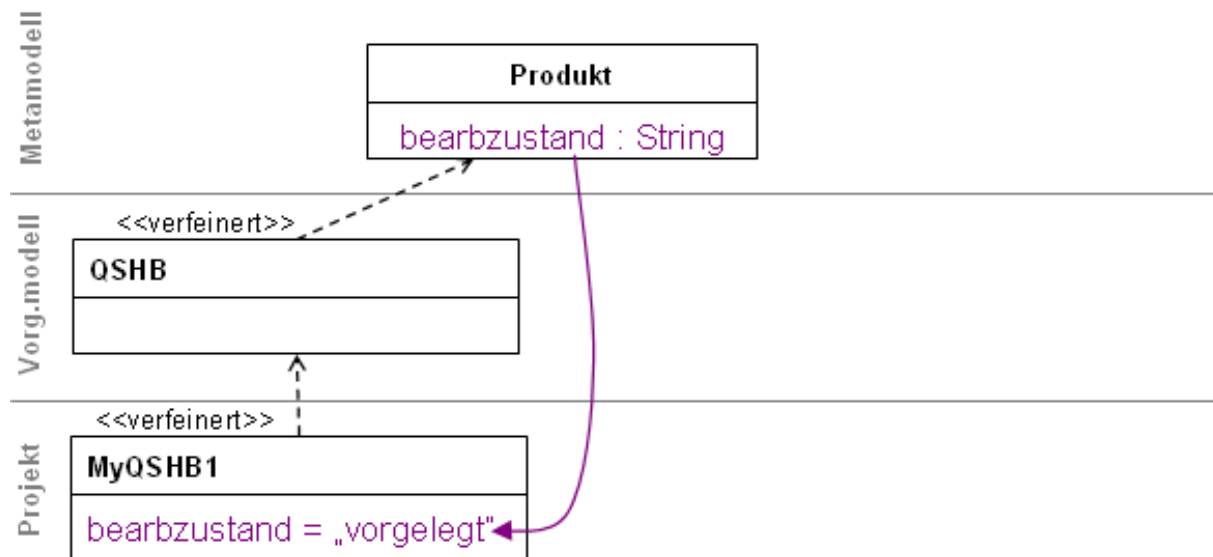 Metamodell
Produkt
bearbzustand : String
Vorg.modell
<<verfeinert>>
QSHB
Projekt
<<verfeinert>>
MyQSHB1
bearbzustand = „vorgelegt“